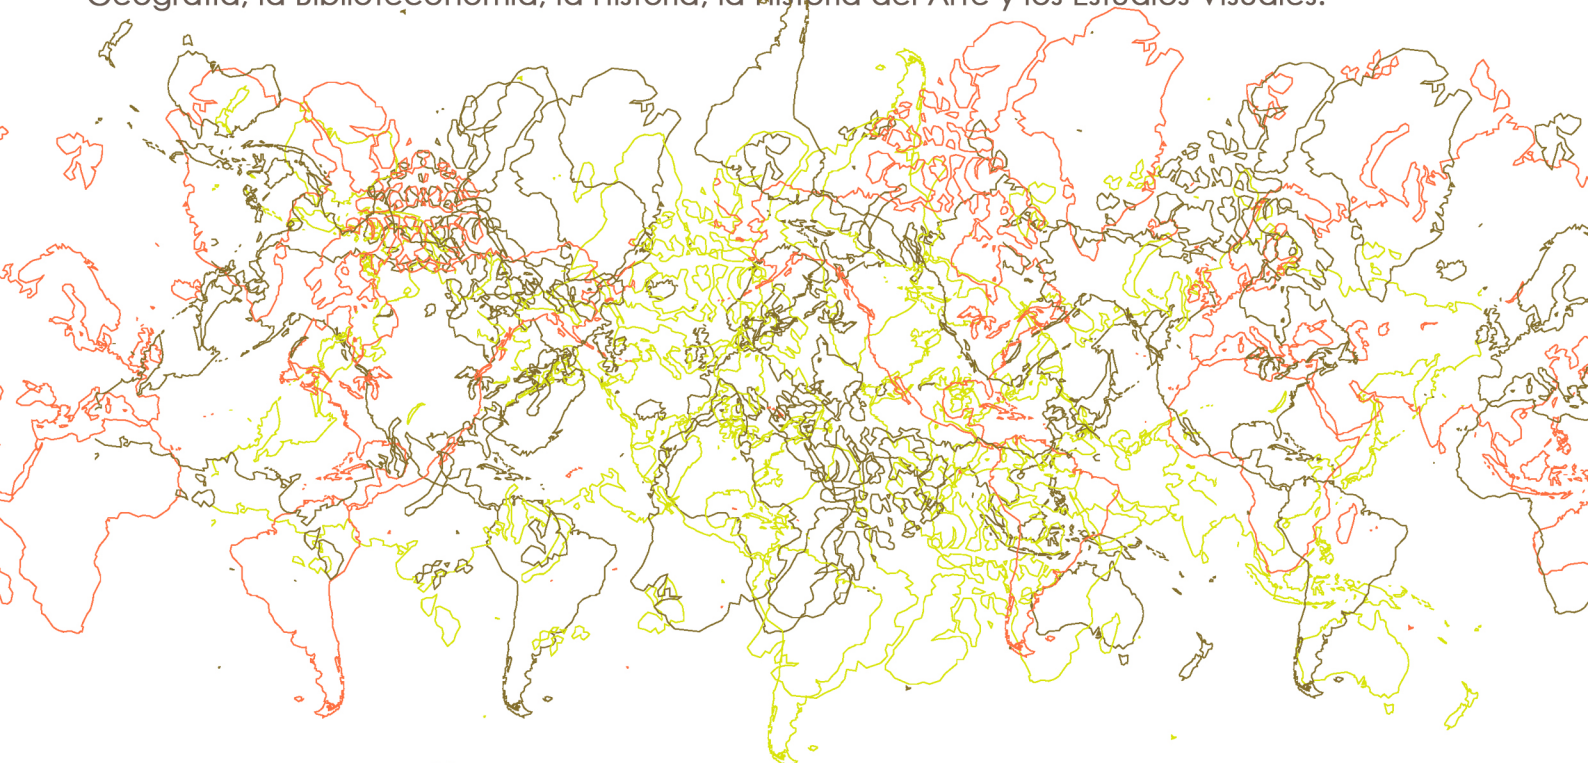 Geografía, la Biblioteconomía, la Historia, la Historia del Arte y los Estudios Visuales.